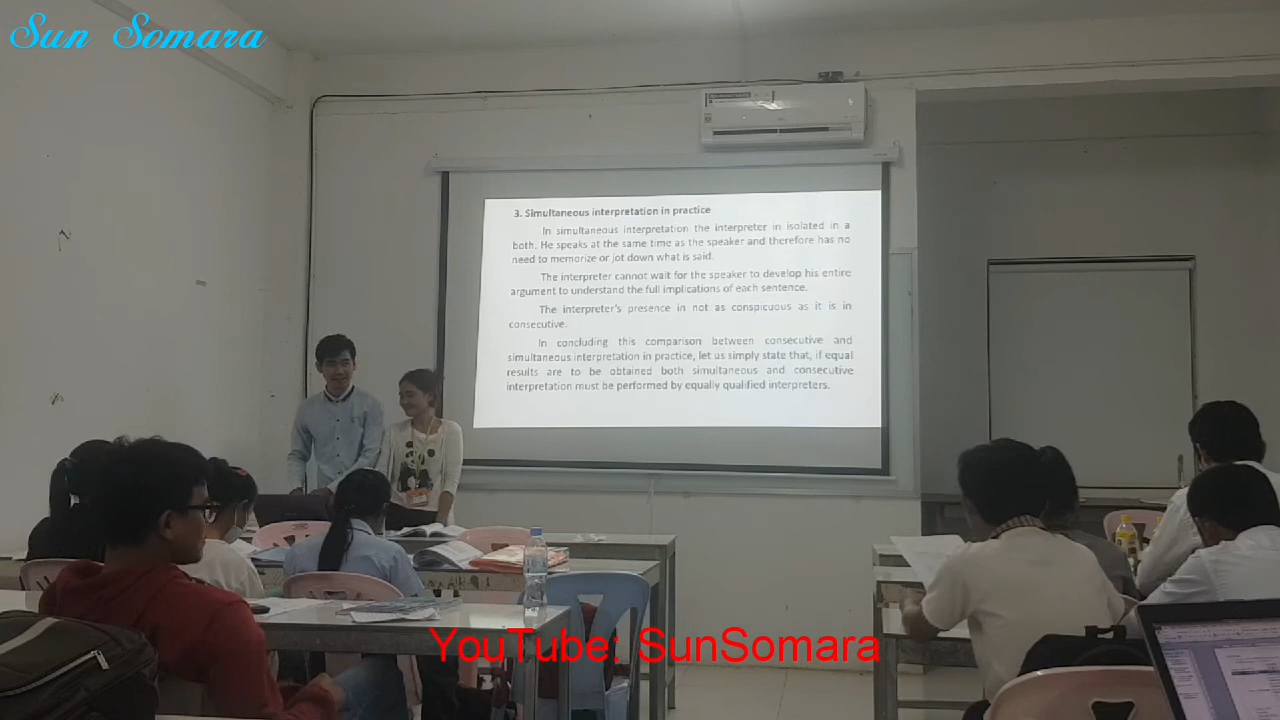 Sun Somara
3. Simultaneous interpretation in practice
In simultaneous interpretation the interpreter in isolated in a
both. He speaks at the same time as the speaker and therefore has no
need to memorize or jot down what is said.
The interpreter cannot wait for the speaker to develop his entire
argument to understand the full implications of each sentence.
The interpreter's presence in not as conspicuous as it is in
consecutive.
In concluding this comparison between consecutive and
simultaneous interpretation in practice, let us simply state that, if equal
results are to be obtained both simultaneous and consecutive
interpretation must be performed by equally qualified interpreters.
YouTube: SunSomara